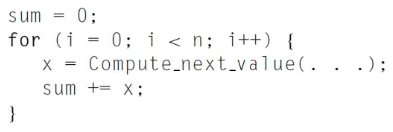 sum = 0;
for (i = 0; i < n; i++) {
x = Compute_next_value(. . .);
sum += x;
}